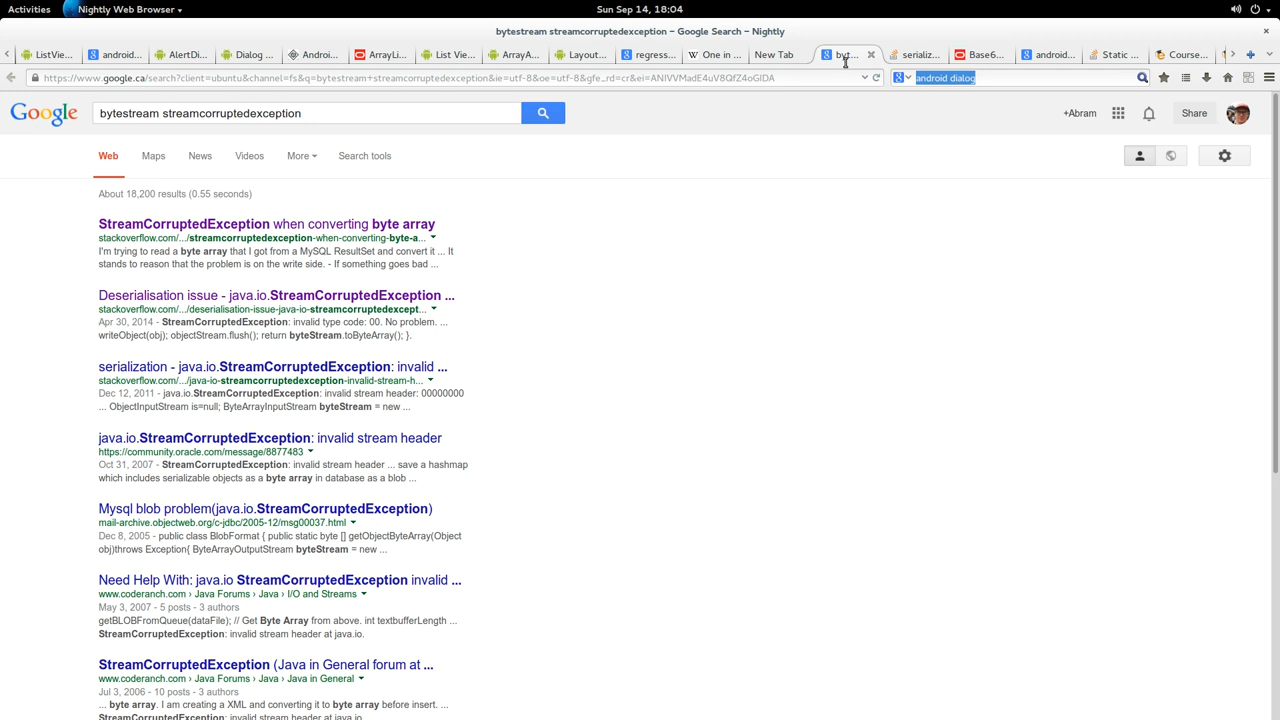 Activities Nightly Web Browser Sun Sep 14, 18:04
bytestream streamcorruptedexception – Google Search – Nightly
ListVie... android... AlertDi... Dialog ... Androi... ArrayLi... List Vie... ArrayA... Layout... regress... One in ... New Tab byt... serializ... Base6... android... Static ... Course...
https://www.google.ca/search?client=ubuntu&channel=fs&q=bytestream+streamcorruptedexception&ie=utf-8&oe=utf-8&gfe_rd=cr&ei=ANIVVMadE4uV8QfZ4oGIDA android dialog
Google bytestream streamcorruptedexception +Abram Share
Web Maps News Videos More Search tools
About 18,200 results (0.55 seconds)
StreamCorruptedException when converting byte array
stackoverflow.com/.../streamcorruptedexception-when-converting-byte-a...
I'm trying to read a byte array that I got from a MySQL ResultSet and convert it ... It
stands to reason that the problem is on the write side. - If something goes bad ...
Deserialisation issue - java.io.StreamCorruptedException ...
stackoverflow.com/.../deserialisation-issue-java-io-streamcorruptedexcept...
Apr 30, 2014 - StreamCorruptedException: invalid type code: 00. No problem. ...
writeObject(obj); objectStream.flush(); return byteStream.toByteArray(); }.
serialization - java.io.StreamCorruptedException: invalid ...
stackoverflow.com/.../java-io-streamcorruptedexception-invalid-stream-h...
Dec 12, 2011 - java.io.StreamCorruptedException: invalid stream header: 00000000
... ObjectInputStream is=null; ByteArrayInputStream byteStream = new ...
java.io.StreamCorruptedException: invalid stream header
https://community.oracle.com/message/8877483
Oct 31, 2007 - StreamCorruptedException: invalid stream header ... save a hashmap
which includes serializable objects as a byte array in database as a blob ...
Mysql blob problem(java.io.StreamCorruptedException)
mail-archive.objectweb.org/c-jdbc/2005-12/msg00037.html
Dec 8, 2005 - public class BlobFormat { public static byte [] getObjectByteArray(Object
obj)throws Exception{ ByteArrayOutputStream byteStream = new ...
Need Help With: java.io StreamCorruptedException invalid ...
www.coderanch.com › Java Forums › Java › I/O and Streams
May 3, 2007 - 5 posts - 3 authors
getBLOBFromQueue(dataFile); // Get Byte Array from above. int textbufferLength ...
StreamCorruptedException: invalid stream header at java.io.
StreamCorruptedException (Java in General forum at ...
www.coderanch.com › Java Forums › Java › Java in General
Jul 3, 2006 - 10 posts - 3 authors
... byte array. I am creating a XML and converting it to byte array before insert. ...
StreamCorruptedException: invalid stream header at java.io